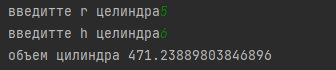 введитте r целиндра5
введитте h целиндра6
объем цилиндра 471.23889803846896